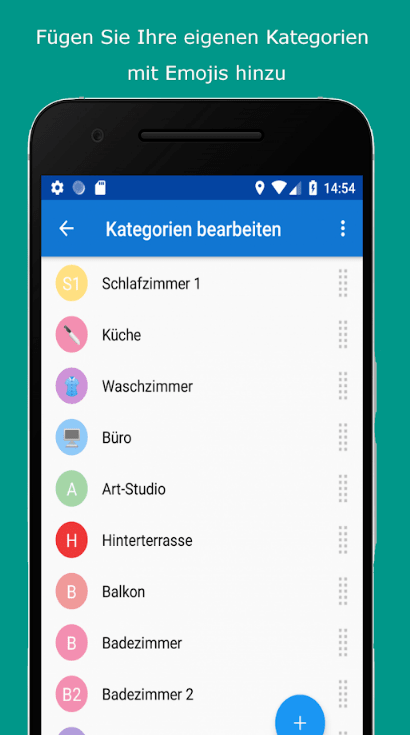 Fügen Sie Ihre eigenen Kategorien
mit Emojis hinzu
14:54
Kategorien bearbeiten
S1 Schlafzimmer 1
Küche
Waschzimmer
Büro
A Art-Studio
H Hinterterrasse
B Balkon
B Badezimmer
B2 Badezimmer 2
+